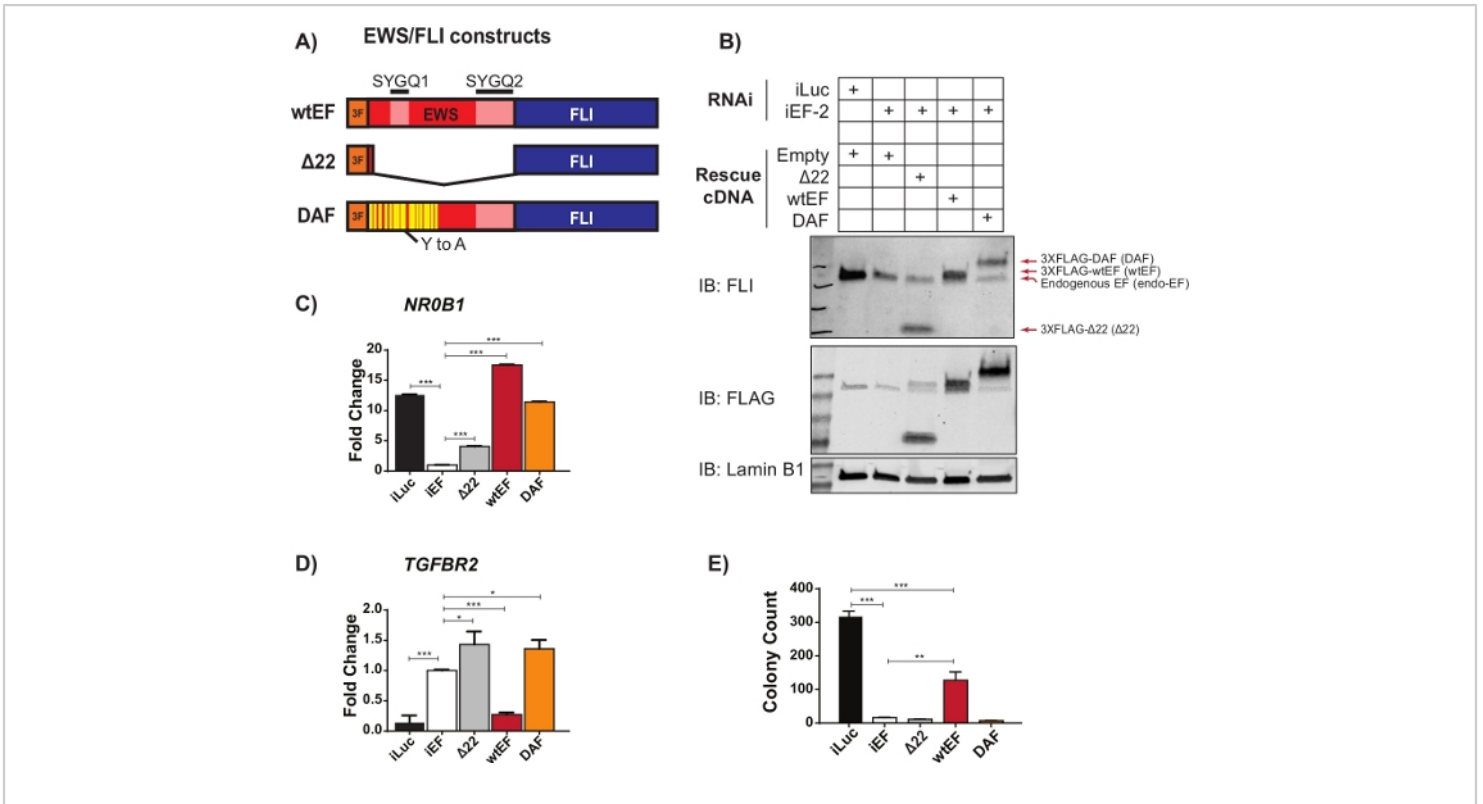 A) EWS/FLI constructs
SYGQ1 SYGQ2
wtEF 3F EWS FLI
Δ22 3F FLI
DAF 3F FLI
Y to A
B)
RNAi
iLuc +
iEF-2 + + + +
Rescue cDNA
Empty + +
Δ22 +
wtEF +
DAF +
IB: FLI
3XFLAG-DAF (DAF)
3XFLAG-wtEF (wtEF)
Endogenous EF (endo-EF)
3XFLAG-Δ22 (Δ22)
IB: FLAG
IB: Lamin B1
C) NR0B1
Fold Change
20
15
10
5
0
***
***
***
***
iLuc iEF Δ22 wtEF DAF
D) TGFBR2
Fold Change
2.0
1.5
1.0
0.5
0.0
*
***
*
***
iLuc iEF Δ22 wtEF DAF
E)
Colony Count
400
300
200
100
0
***
***
**
iLuc iEF Δ22 wtEF DAF